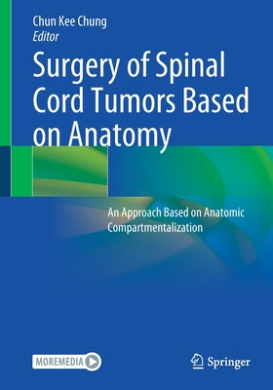 Chun Kee Chung
Editor
Surgery of Spinal
Cord Tumors Based
on Anatomy
An Approach Based on Anatomic
Compartmentalization
MOREMEDIA
Springer